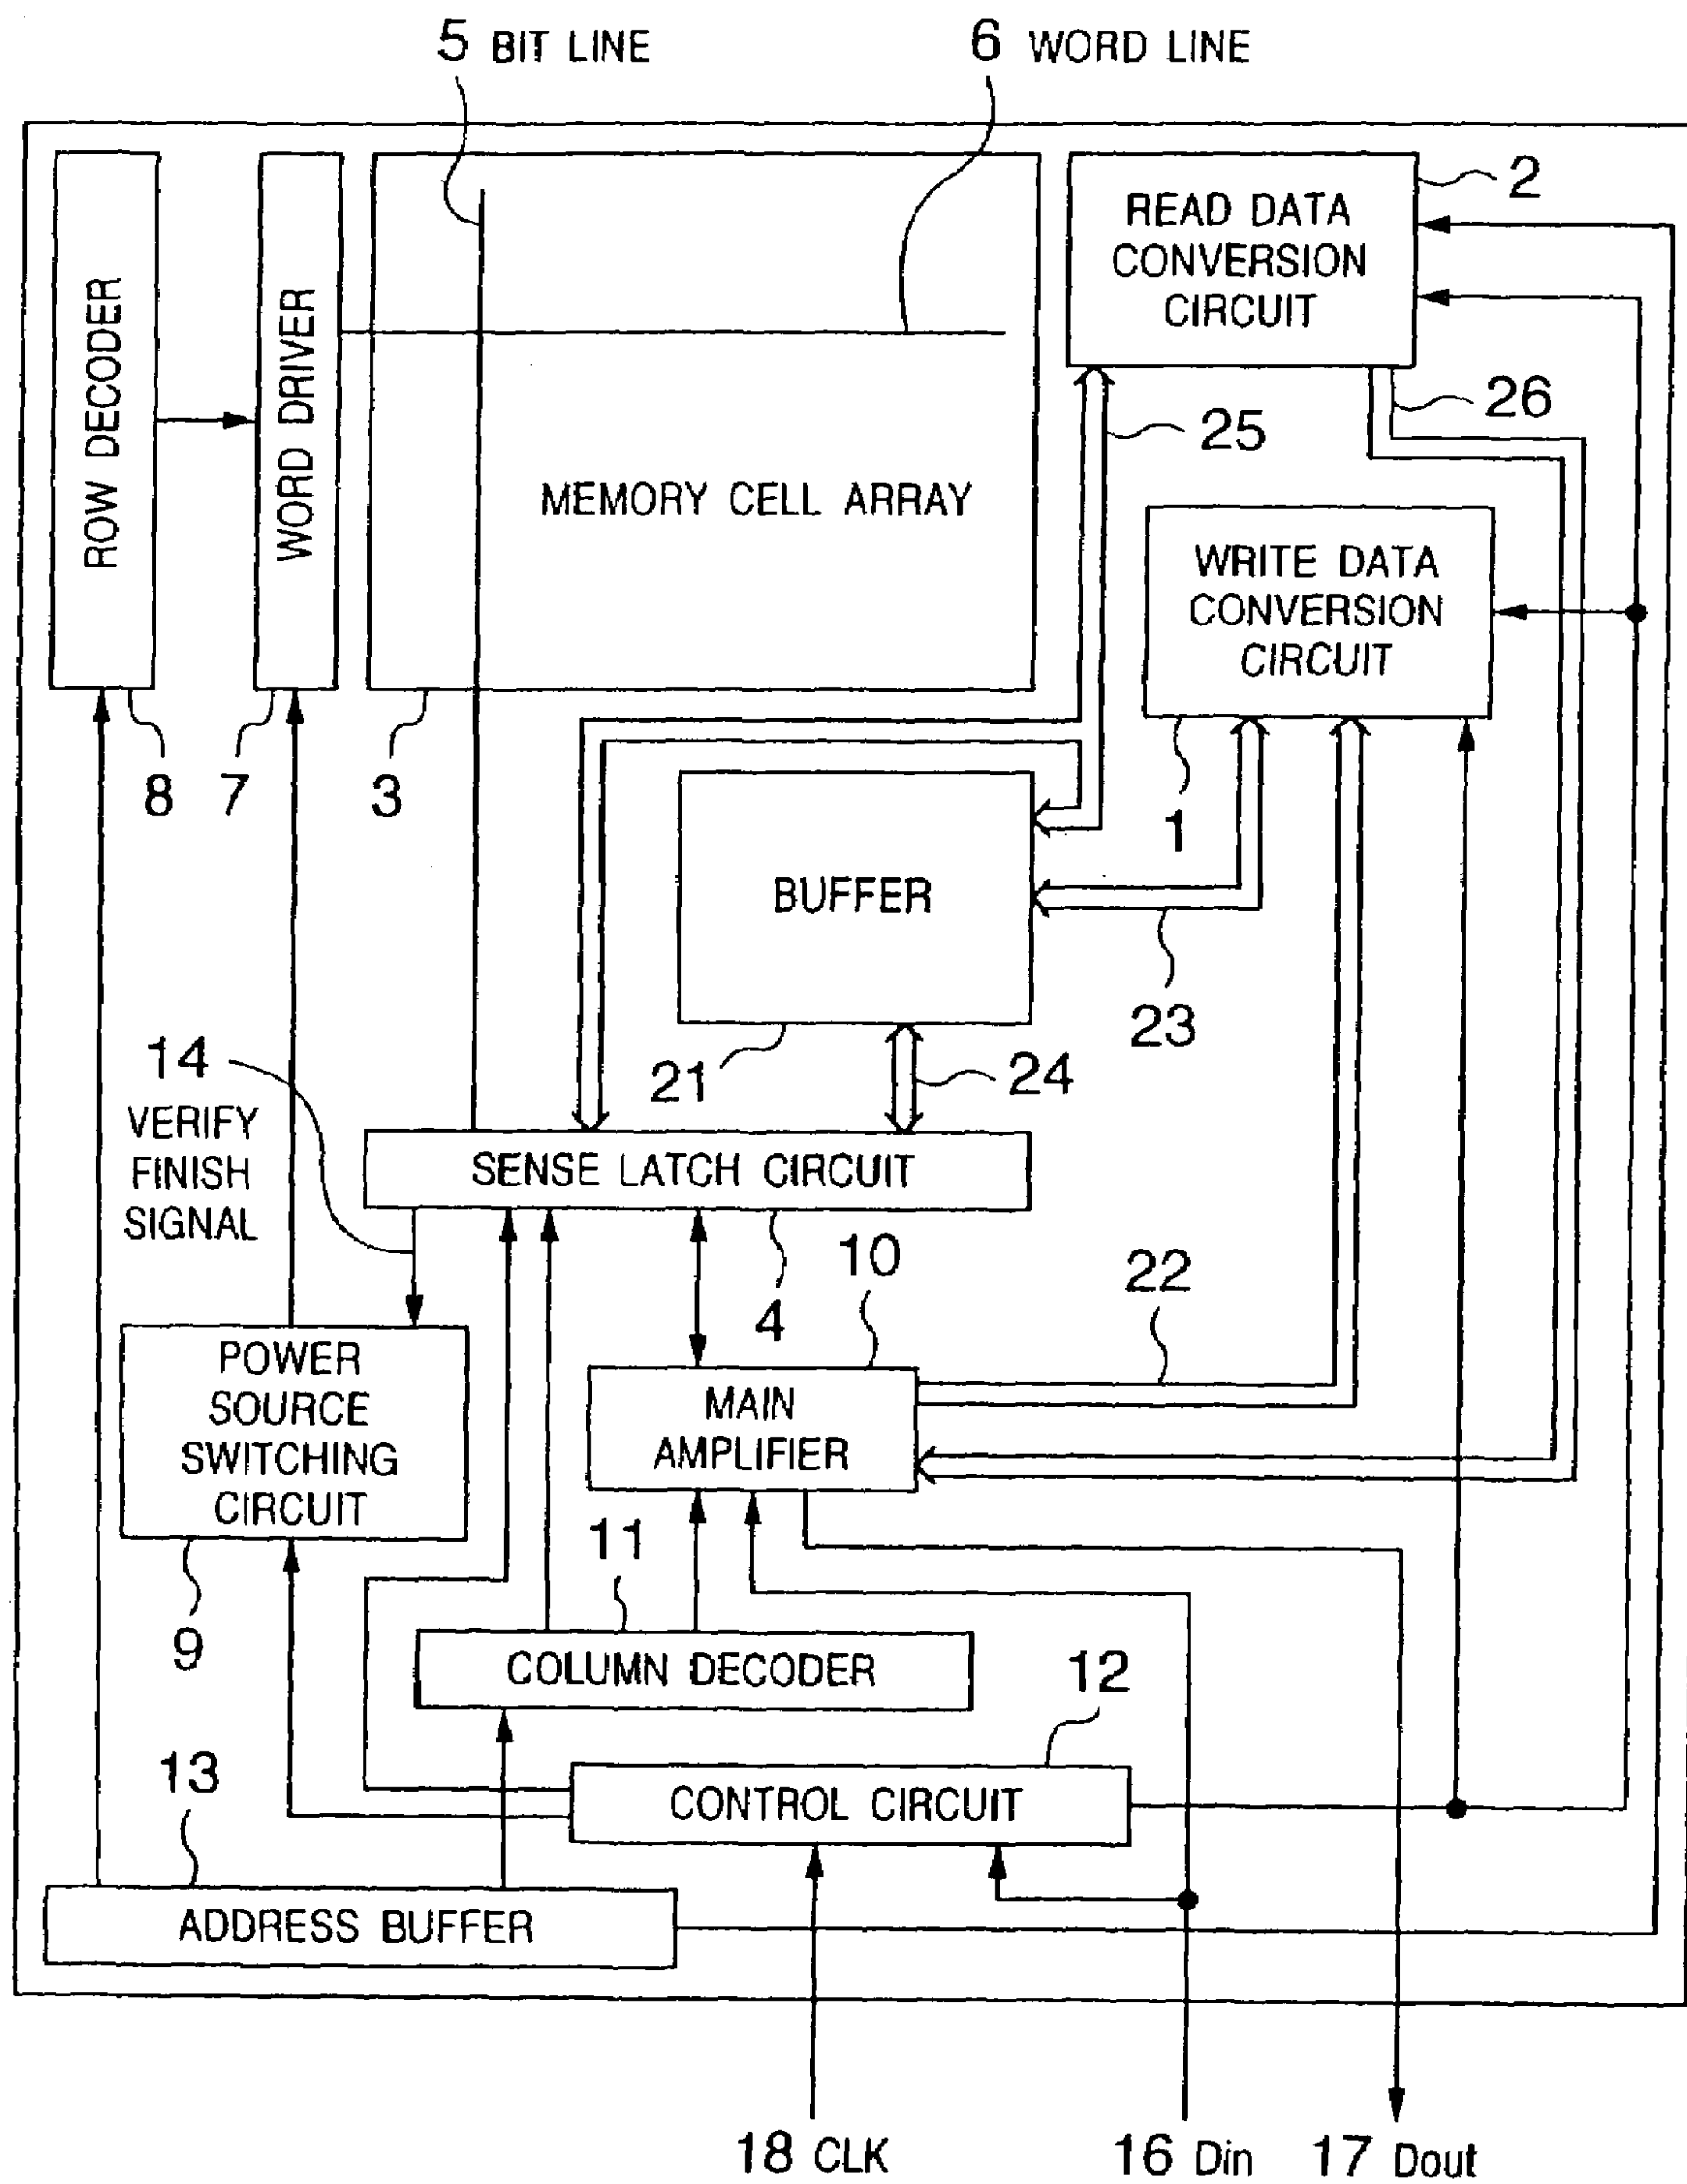 5 BIT LINE
6 WORD LINE
ROW DECODER
WORD DRIVER
MEMORY CELL ARRAY
READ DATA
CONVERSION
CIRCUIT
2
26
25
WRITE DATA
CONVERSION
CIRCUIT
8
7
3
1
BUFFER
23
21
24
14
VERIFY
FINISH
SIGNAL
SENSE LATCH CIRCUIT
4
10
22
POWER
SOURCE
SWITCHING
CIRCUIT
MAIN
AMPLIFIER
9
11
COLUMN DECODER
12
13
CONTROL CIRCUIT
ADDRESS BUFFER
18 CLK
16 Din
17 Dout